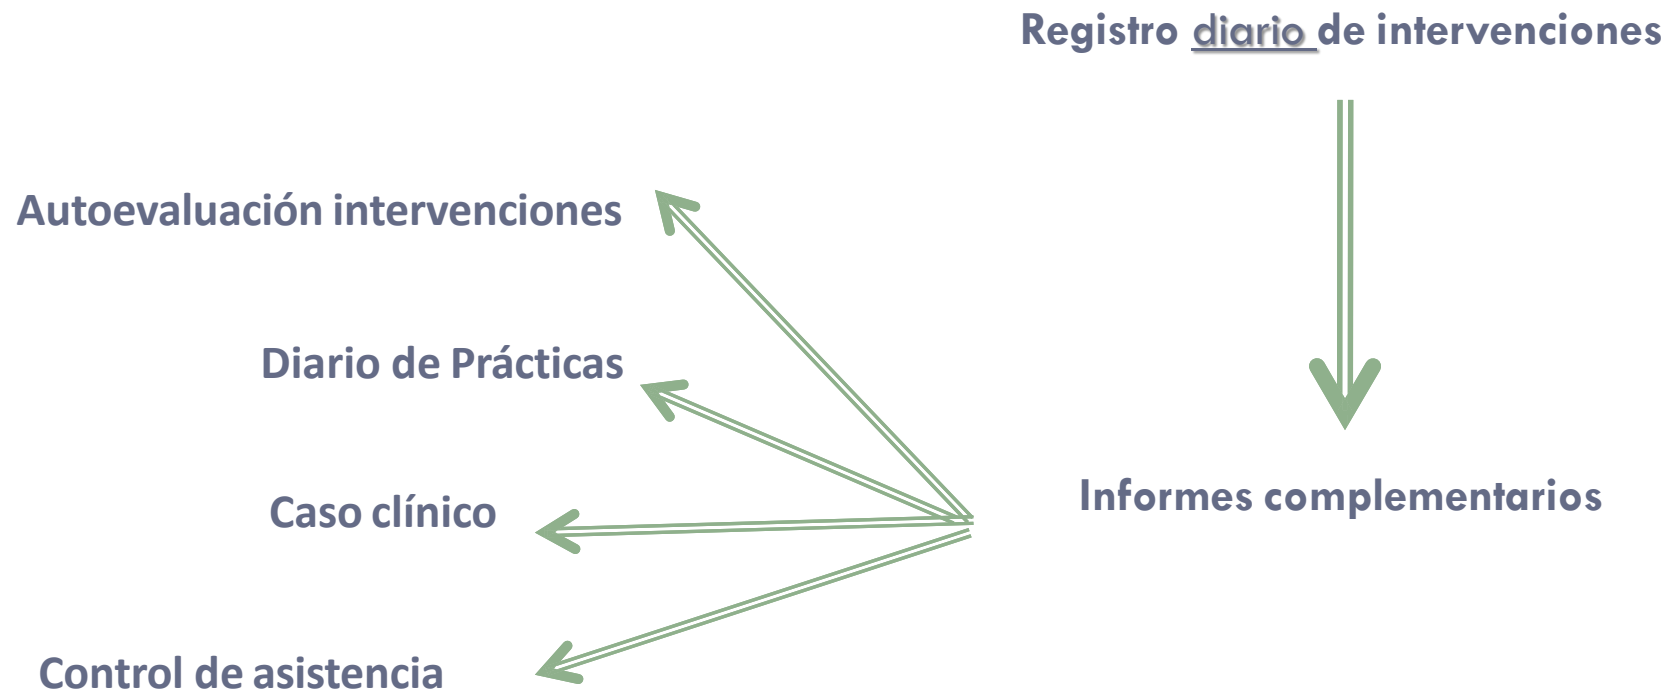 Registro diario de intervenciones
Autoevaluación intervenciones
Diario de Prácticas
Caso clínico
Informes complementarios
Control de asistencia